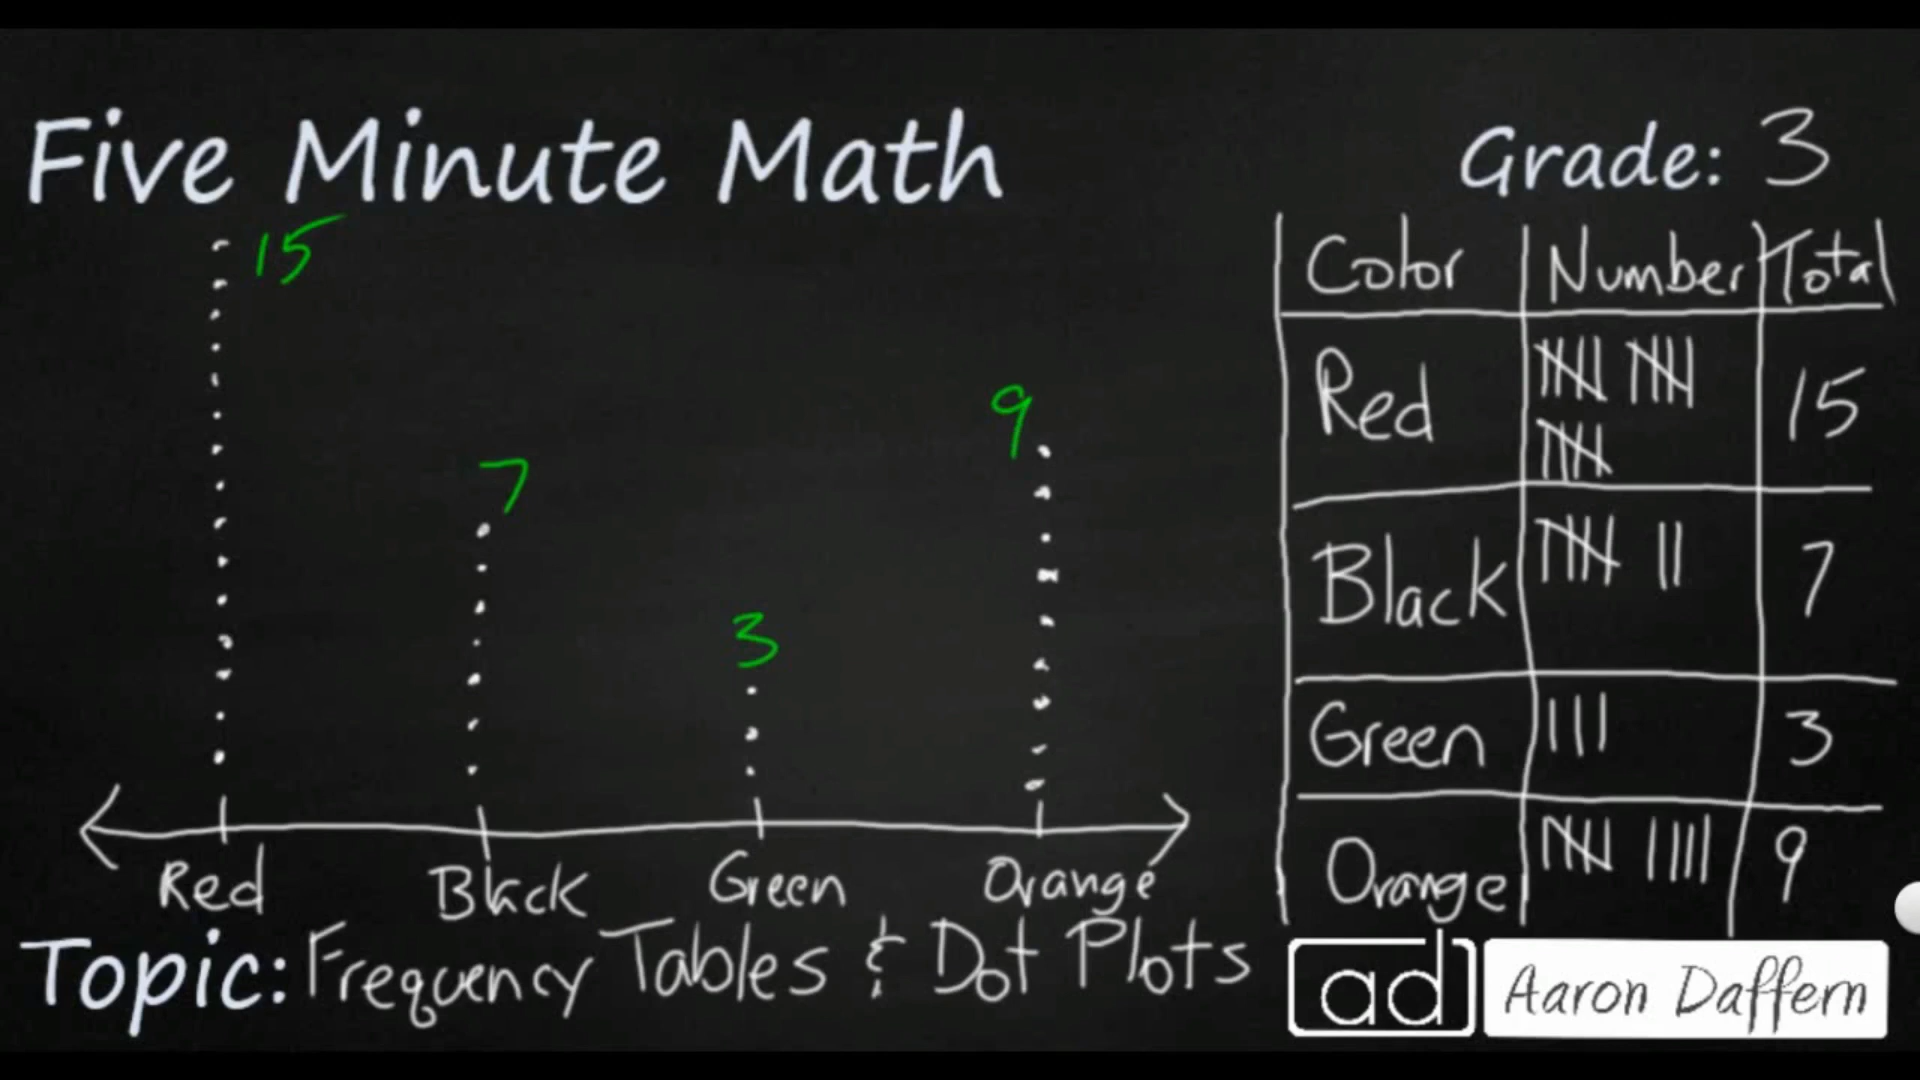 Five Minute Math
Grade: 3
15
7
3
9
Red
Black
Green
Orange
Color Number Total
Red 15
Black 7
Green 3
Orange 9
Topic: Frequency Tables & Dot Plots
ad Aaron Daffern